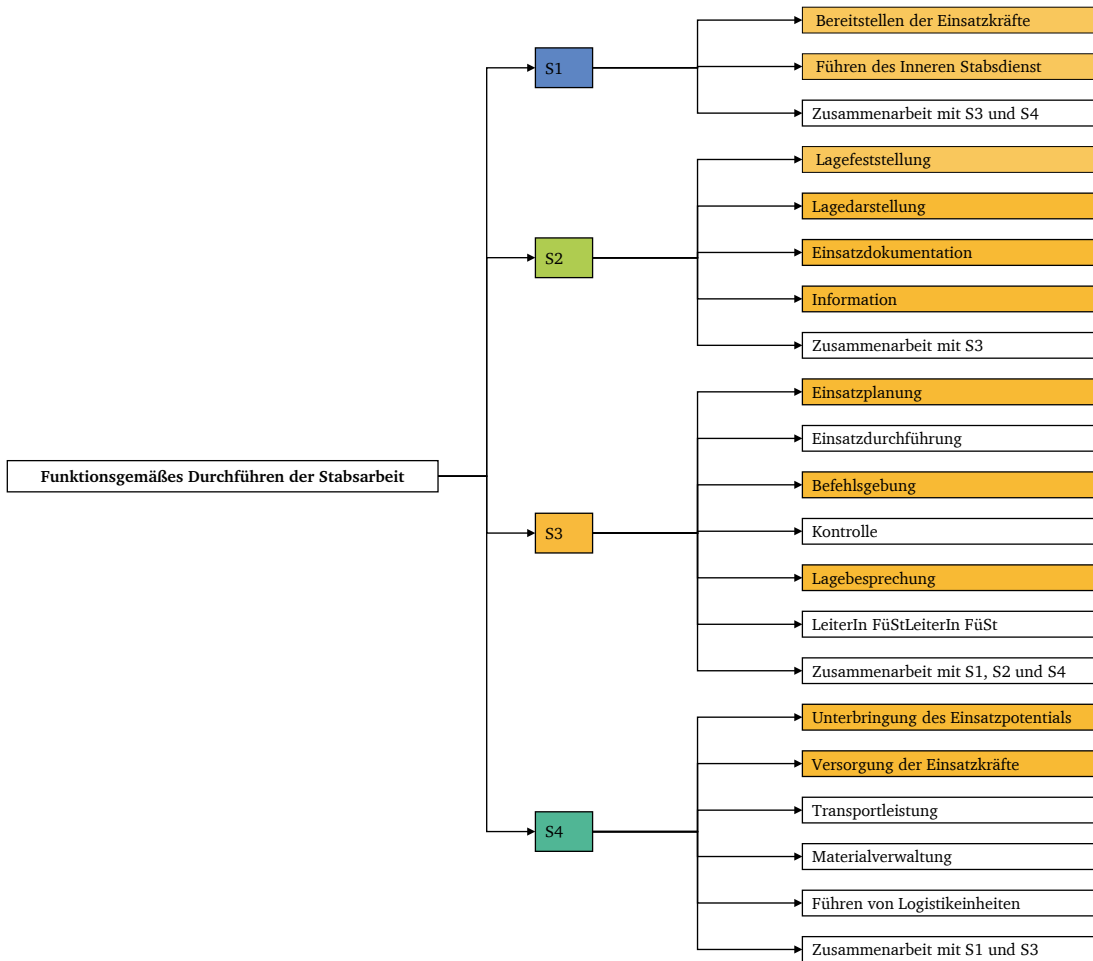 Funktionsgemäßes Durchführen der Stabsarbeit
S1
Bereitstellen der Einsatzkräfte
Führen des Inneren Stabsdienst
Zusammenarbeit mit S3 und S4
S2
Lagefeststellung
Lagedarstellung
Einsatzdokumentation
Information
Zusammenarbeit mit S3
S3
Einsatzplanung
Einsatzdurchführung
Befehlsgebung
Kontrolle
Lagebesprechung
LeiterIn FüStLeiterIn FüSt
Zusammenarbeit mit S1, S2 und S4
S4
Unterbringung des Einsatzpotentials
Versorgung der Einsatzkräfte
Transportleistung
Materialverwaltung
Führen von Logistikeinheiten
Zusammenarbeit mit S1 und S3